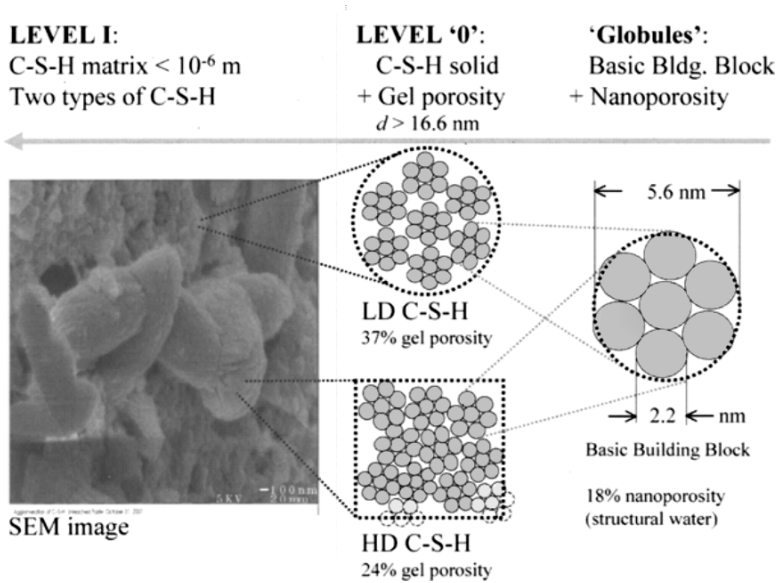 LEVEL I:
C-S-H matrix < 10⁻⁶ m
Two types of C-S-H
LEVEL ‘0’:
C-S-H solid
+ Gel porosity
d > 16.6 nm
‘Globules’:
Basic Bldg. Block
+ Nanoporosity
5.6 nm
LD C-S-H
37% gel porosity
2.2 nm
Basic Building Block
18% nanoporosity
(structural water)
100nm
5KV 20mm
SEM image
HD C-S-H
24% gel porosity